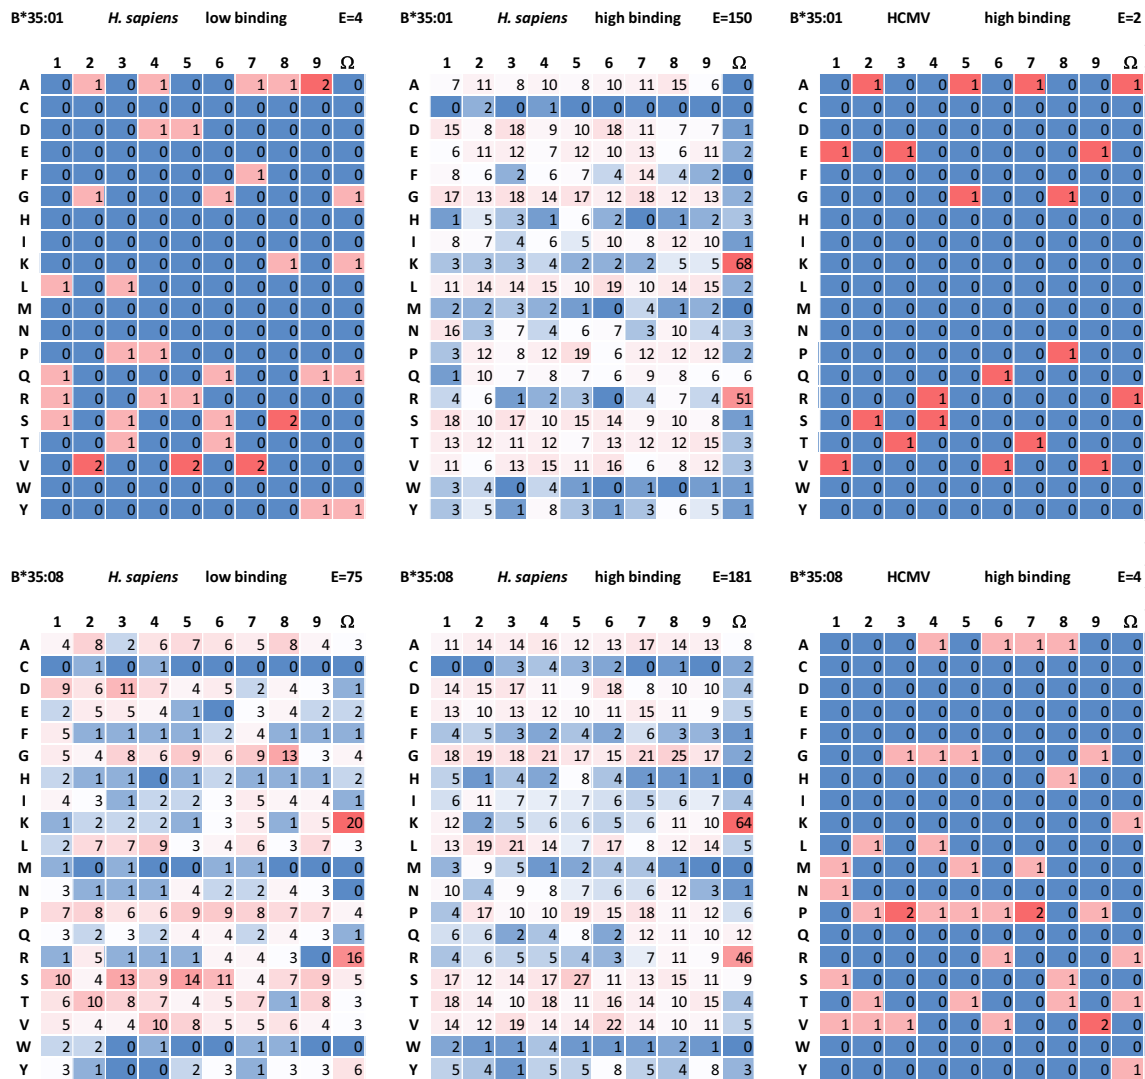 B*35:01 H. sapiens low binding E=4 B*35:01 H. sapiens high binding E=150 B*35:01 HCMV high binding E=2
1 2 3 4 5 6 7 8 9 Ω 1 2 3 4 5 6 7 8 9 Ω 1 2 3 4 5 6 7 8 9 Ω
A 0 1 0 1 0 0 1 1 2 0 A 7 11 8 10 8 10 11 15 6 0 A 0 1 0 0 1 0 1 0 0 1
C 0 0 0 0 0 0 0 0 0 0 C 0 2 0 1 0 0 0 0 0 0 C 0 0 0 0 0 0 0 0 0 0
D 0 0 0 1 1 0 0 0 0 0 D 15 8 18 9 10 18 11 7 7 1 D 0 0 0 0 0 0 0 0 0 0
E 0 0 0 0 0 0 0 0 0 0 E 6 11 12 7 12 10 13 6 11 2 E 1 0 1 0 0 0 0 0 1 0
F 0 0 0 0 0 0 1 0 0 0 F 8 6 2 6 7 4 14 4 2 0 F 0 0 0 0 0 0 0 0 0 0
G 0 1 0 0 0 1 0 0 0 1 G 17 13 18 14 17 12 18 12 13 2 G 0 0 0 0 1 0 0 1 0 0
H 0 0 0 0 0 0 0 0 0 0 H 1 5 3 1 6 2 0 1 2 3 H 0 0 0 0 0 0 0 0 0 0
I 0 0 0 0 0 0 0 0 0 0 I 8 7 4 6 5 10 8 12 10 1 I 0 0 0 0 0 0 0 0 0 0
K 0 0 0 0 0 0 0 1 0 1 K 3 3 3 4 2 2 2 5 5 68 K 0 0 0 0 0 0 0 0 0 0
L 1 0 1 0 0 0 0 0 0 0 L 11 14 14 15 10 19 10 14 15 2 L 0 0 0 0 0 0 0 0 0 0
M 0 0 0 0 0 0 0 0 0 0 M 2 2 3 2 1 0 4 1 2 0 M 0 0 0 0 0 0 0 0 0 0
N 0 0 0 0 0 0 0 0 0 0 N 16 3 7 4 6 7 3 10 4 3 N 0 0 0 0 0 0 0 0 0 0
P 0 0 1 1 0 0 0 0 0 0 P 3 12 8 12 19 6 12 12 12 2 P 0 0 0 0 0 0 0 1 0 0
Q 1 0 0 0 0 1 0 0 1 1 Q 1 10 7 8 7 6 9 8 6 6 Q 0 0 0 0 0 1 0 0 0 0
R 1 0 0 1 1 0 0 0 0 0 R 4 6 1 2 3 0 4 7 4 51 R 0 0 0 1 0 0 0 0 0 1
S 1 0 1 0 0 1 0 2 0 0 S 18 10 17 10 15 14 9 10 8 1 S 0 1 0 1 0 0 0 0 0 0
T 0 0 1 0 0 1 0 0 0 0 T 13 12 11 12 7 13 12 12 15 3 T 0 0 1 0 0 0 1 0 0 0
V 0 2 0 0 2 0 2 0 0 0 V 11 6 13 15 11 16 6 8 12 3 V 1 0 0 0 0 1 0 0 1 0
W 0 0 0 0 0 0 0 0 0 0 W 3 4 0 4 1 0 1 0 1 1 W 0 0 0 0 0 0 0 0 0 0
Y 0 0 0 0 0 0 0 0 1 1 Y 3 5 1 8 3 1 3 6 5 1 Y 0 0 0 0 0 0 0 0 0 0
B*35:08 H. sapiens low binding E=75 B*35:08 H. sapiens high binding E=181 B*35:08 HCMV high binding E=4
1 2 3 4 5 6 7 8 9 Ω 1 2 3 4 5 6 7 8 9 Ω 1 2 3 4 5 6 7 8 9 Ω
A 4 8 2 6 7 6 5 8 4 3 A 11 14 14 16 12 13 17 14 13 8 A 0 0 0 1 0 1 1 1 0 0
C 0 1 0 1 0 0 0 0 0 0 C 0 0 3 4 3 2 0 1 0 2 C 0 0 0 0 0 0 0 0 0 0
D 9 6 11 7 4 5 2 4 3 1 D 14 15 17 11 9 18 8 10 10 4 D 0 0 0 0 0 0 0 0 0 0
E 2 5 5 4 1 0 3 4 2 2 E 13 10 13 12 10 11 15 11 9 5 E 0 0 0 0 0 0 0 0 0 0
F 5 1 1 1 1 2 4 1 1 1 F 4 5 3 2 4 2 6 3 3 1 F 0 0 0 0 0 0 0 0 0 0
G 5 4 8 6 9 6 9 13 3 4 G 18 19 18 21 17 15 21 25 17 2 G 0 0 1 1 1 0 0 0 1 0
H 2 1 1 0 1 2 1 1 1 2 H 5 1 4 2 8 4 1 1 1 0 H 0 0 0 0 0 0 0 1 0 0
I 4 3 1 2 2 3 5 4 4 1 I 6 11 7 7 7 6 5 6 7 4 I 0 0 0 0 0 0 0 0 0 0
K 1 2 2 2 1 3 5 1 5 20 K 12 2 5 6 6 5 6 11 10 64 K 0 0 0 0 0 0 0 0 0 1
L 2 7 7 9 3 4 6 3 7 3 L 13 19 21 14 7 17 8 12 14 5 L 0 1 0 1 0 0 0 0 0 0
M 1 0 1 0 0 1 1 0 0 0 M 3 9 5 1 2 4 4 1 0 0 M 1 0 0 0 1 0 1 0 0 0
N 3 1 1 1 4 2 2 4 3 0 N 10 4 9 8 7 6 6 12 3 1 N 1 0 0 0 0 0 0 0 0 0
P 7 8 6 6 9 9 8 7 7 4 P 4 17 10 10 19 15 18 11 12 6 P 0 1 2 1 1 1 2 0 1 0
Q 3 2 3 2 4 4 2 4 3 1 Q 6 6 2 4 8 2 12 11 10 12 Q 0 0 0 0 0 0 0 0 0 0
R 1 5 1 1 1 4 4 3 0 16 R 4 6 5 5 4 3 7 11 9 46 R 0 0 0 0 0 1 0 0 0 1
S 10 4 13 9 14 11 4 7 9 5 S 17 12 14 17 27 11 13 15 11 9 S 1 0 0 0 0 0 0 1 0 0
T 6 10 8 7 4 5 7 1 8 3 T 18 14 10 18 11 16 14 10 15 4 T 0 1 0 0 1 0 0 1 0 1
V 5 4 4 10 8 5 5 6 4 3 V 14 12 19 14 14 22 14 10 11 5 V 1 1 1 0 0 1 0 0 2 0
W 2 2 0 1 0 0 1 1 0 0 W 2 1 1 4 1 1 1 2 1 0 W 0 0 0 0 0 0 0 0 0 0
Y 3 1 0 0 2 3 1 3 3 6 Y 5 4 1 5 5 8 5 4 8 3 Y 0 0 0 0 0 0 0 0 0 1